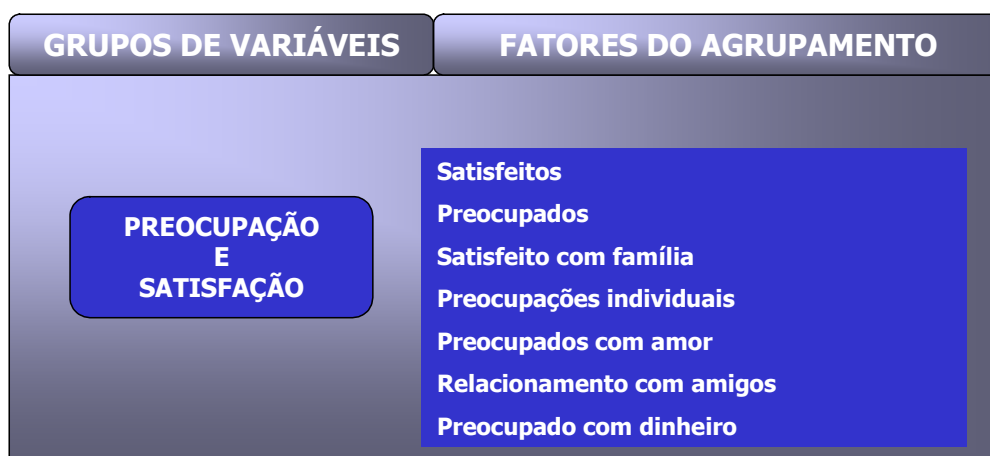 GRUPOS DE VARIÁVEIS
FATORES DO AGRUPAMENTO
PREOCUPAÇÃO
E
SATISFAÇÃO
Satisfeitos
Preocupados
Satisfeito com família
Preocupações individuais
Preocupados com amor
Relacionamento com amigos
Preocupado com dinheiro